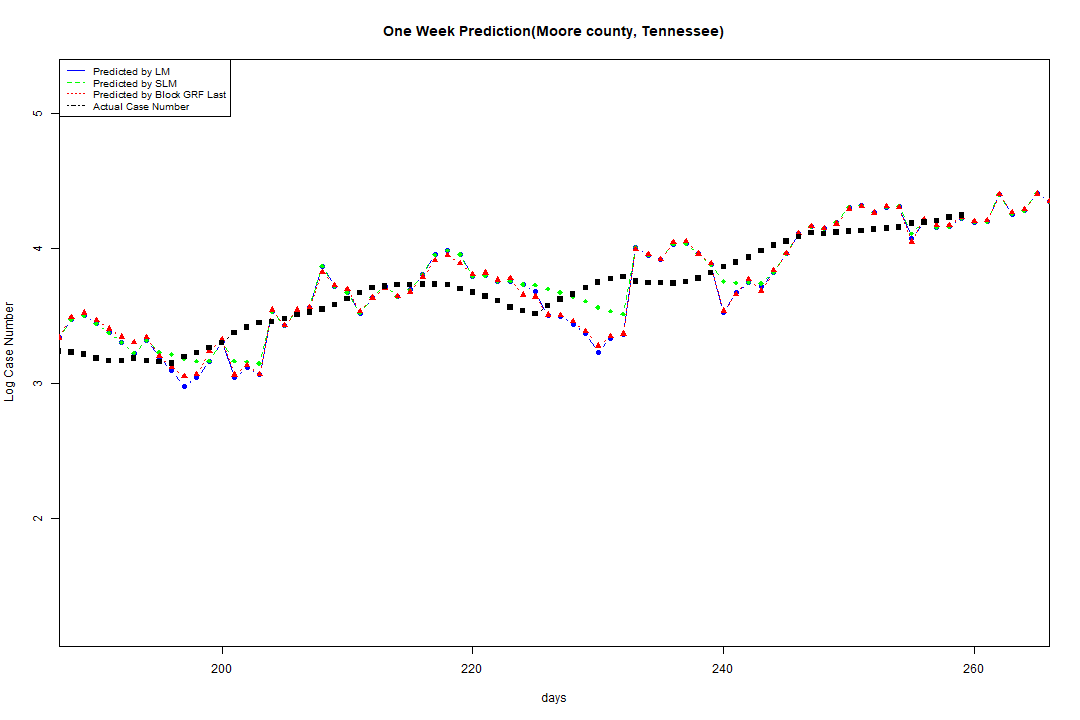 One Week Prediction(Moore county, Tennessee)
Predicted by LM
Predicted by SLM
Predicted by Block GRF Last
Actual Case Number
5
4
3
2
Log Case Number
200
220
240
260
days